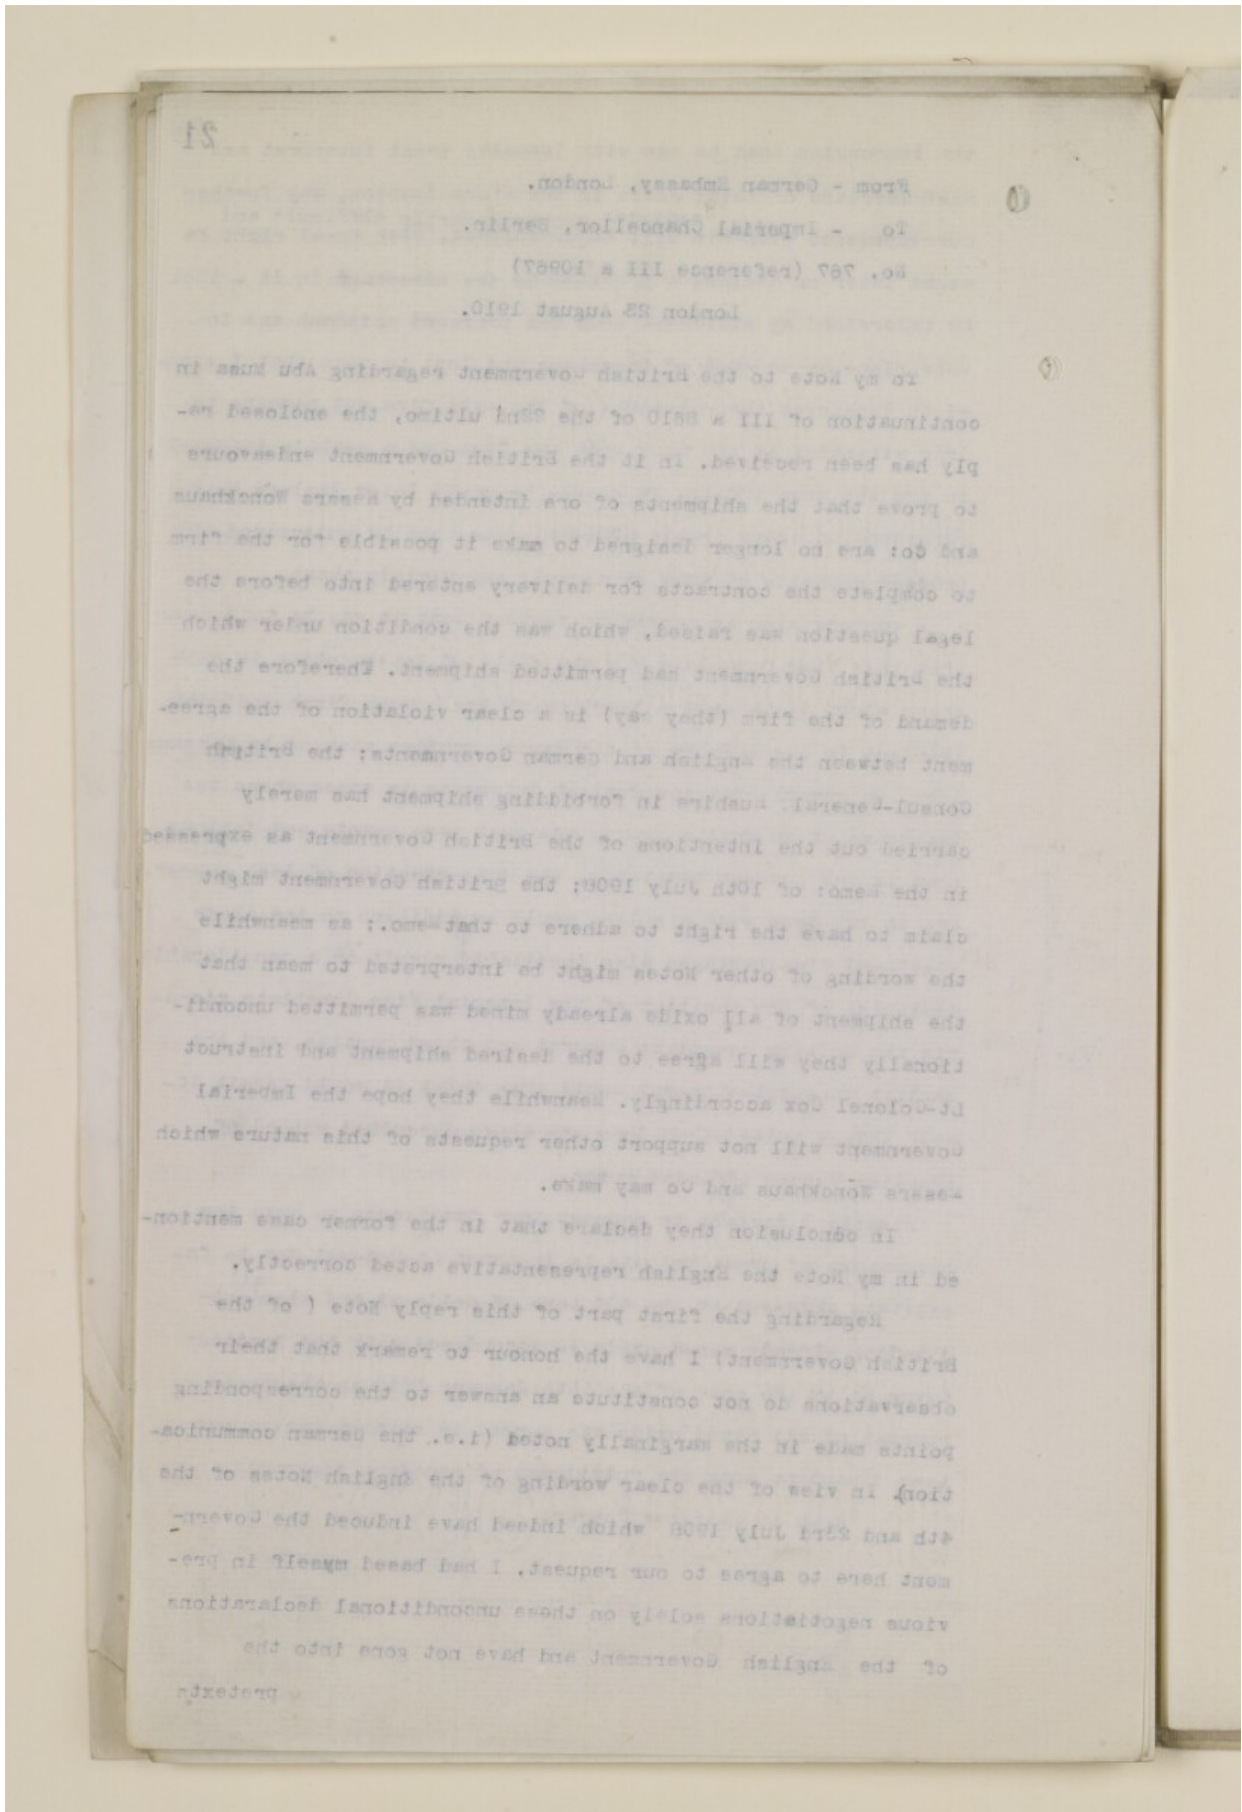 21
From - German Embassy, London.
To - Imperial Chancellor, Berlin.
No. 767 (reference III a 10967)
London 23 August 1910.
To my Note to the British Government regarding Abu Musa in
continuation of III a 8610 of the 22nd ultimo, the enclosed re-
ply has been received. In it the British Government endeavours
to prove that the shipments of ore intended by Messrs Wönckhaus
and Co: are no longer designed to make it possible for the firm
to complete the contracts for delivery entered into before the
legal question was raised, which was the condition under which
the British Government had permitted shipment. Therefore the
demand of the firm (they say) is a clear violation of the agree-
ment between the English and German Governments; the British
Consul-General Bushire in forbidding shipment has merely
carried out the intentions of the British Government as expressed
in the Memo: of 10th July 1908; the British Government might
claim to have the right to adhere to that Memo.; as meanwhile
the wording of other Notes might be interpreted to mean that
the shipment of all oxide already mined was permitted uncondi-
tionally they will agree to the desired shipment and instruct
Lt-Colonel Cox accordingly. Meanwhile they hope the Imperial
Government will not support other requests of this nature which
Messrs Wönckhaus and Co may make.
In conclusion they declare that in the former case mention-
ed in my Note the English representative acted correctly.
Regarding the first part of this reply Note ( of the
British Government) I have the honour to remark that their
observations do not constitute an answer to the corresponding
points made in the marginally noted (i.e. the German communica-
tion). In view of the clear wording of the English Notes of the
4th and 23rd July 1908 which indeed have induced the Govern-
ment here to agree to our request. I had based myself in pre-
vious negotiations solely on these unconditional declarations
of the English Government and have not gone into the
pretexts